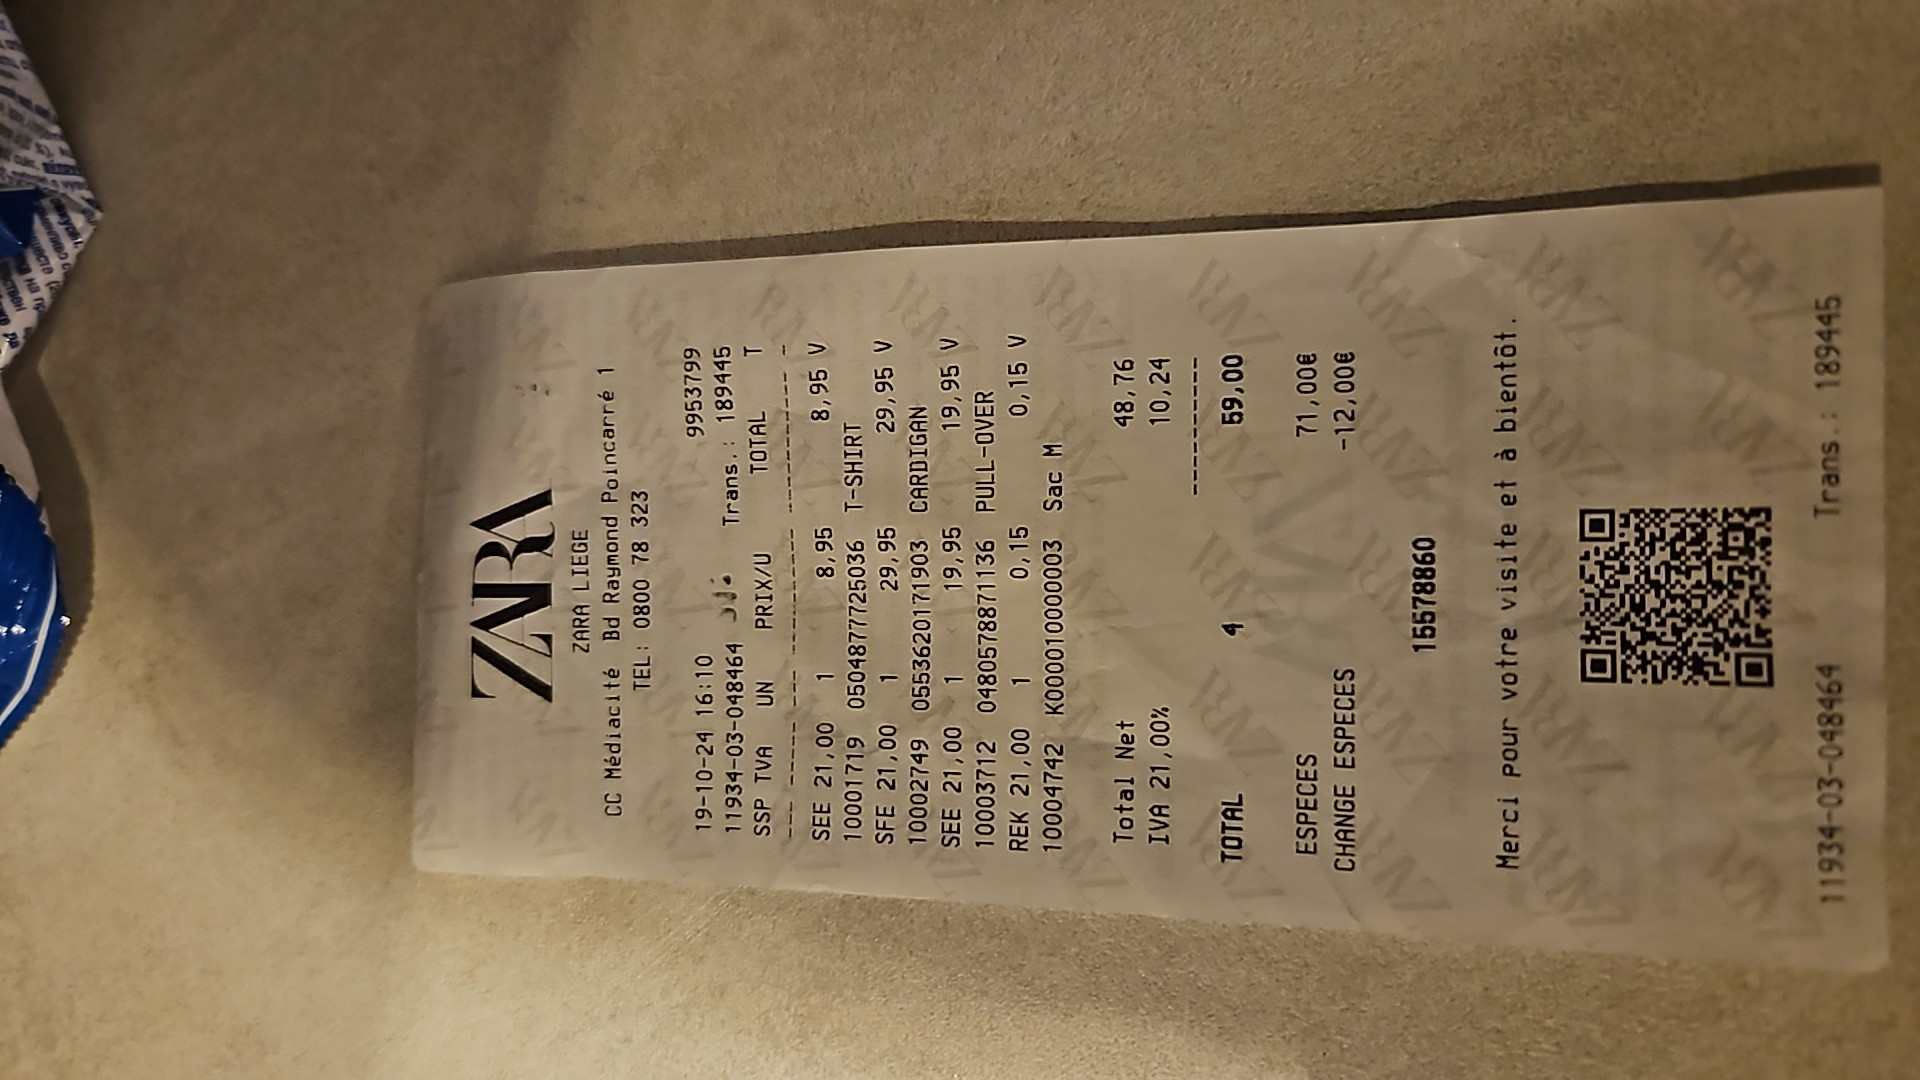 ZARA
ZARA LIEGE
CC Médiacité Bd Raymond Poincarré 1
TEL: 0800 78 323
19-10-24 16:10 9953799
11934-03-048464 Trans.: 189445
SSP TVA UN PRIX/U TOTAL T
SEE 21,00 1 8,95 8,95 V
10001719 05048777725036 T-SHIRT
SFE 21,00 1 29,95 29,95 V
10002749 0553620171903 CARDIGAN
SEE 21,00 1 19,95 19,95 V
10003712 0480578871136 PULL-OVER
REK 21,00 1 0,15 0,15 V
10004742 K0000100000003 Sac M
Total Net 48,76
IVA 21,00% 10,24
TOTAL 4 59,00
ESPECES 71,00€
CHANGE ESPECES -12,00€
15578860
Merci pour votre visite et à bientôt.
11934-03-048464 Trans.: 189445